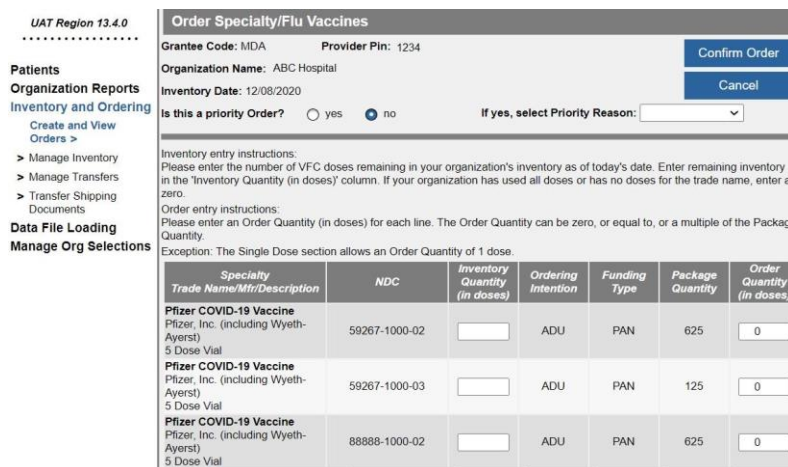 UAT Region 13.4.0
Patients
Organization Reports
Inventory and Ordering
Create and View
Orders >
> Manage Inventory
> Manage Transfers
> Transfer Shipping
Documents
Data File Loading
Manage Org Selections
Order Specialty/Flu Vaccines
Grantee Code: MDA Provider Pin: 1234
Confirm Order
Organization Name: ABC Hospital
Cancel
Inventory Date: 12/08/2020
Is this a priority Order? yes no If yes, select Priority Reason:
Inventory entry instructions:
Please enter the number of VFC doses remaining in your organization's inventory as of today's date. Enter remaining inventory
in the 'Inventory Quantity (in doses)' column. If your organization has used all doses or has no doses for the trade name, enter a
zero.
Order entry instructions:
Please enter an Order Quantity (in doses) for each line. The Order Quantity can be zero, or equal to, or a multiple of the Packag
Quantity.
Exception: The Single Dose section allows an Order Quantity of 1 dose.
Specialty
Trade Name/Mfr/Description
NDC
Inventory
Quantity
(in doses)
Ordering
Intention
Funding
Type
Package
Quantity
Order
Quantity
(in doses)
Pfizer COVID-19 Vaccine
Pfizer, Inc. (including Wyeth-
Ayerst)
5 Dose Vial
59267-1000-02 ADU PAN 625 0
Pfizer COVID-19 Vaccine
Pfizer, Inc. (including Wyeth-
Ayerst)
5 Dose Vial
59267-1000-03 ADU PAN 125 0
Pfizer COVID-19 Vaccine
Pfizer, Inc. (including Wyeth-
Ayerst)
5 Dose Vial
88888-1000-02 ADU PAN 625 0